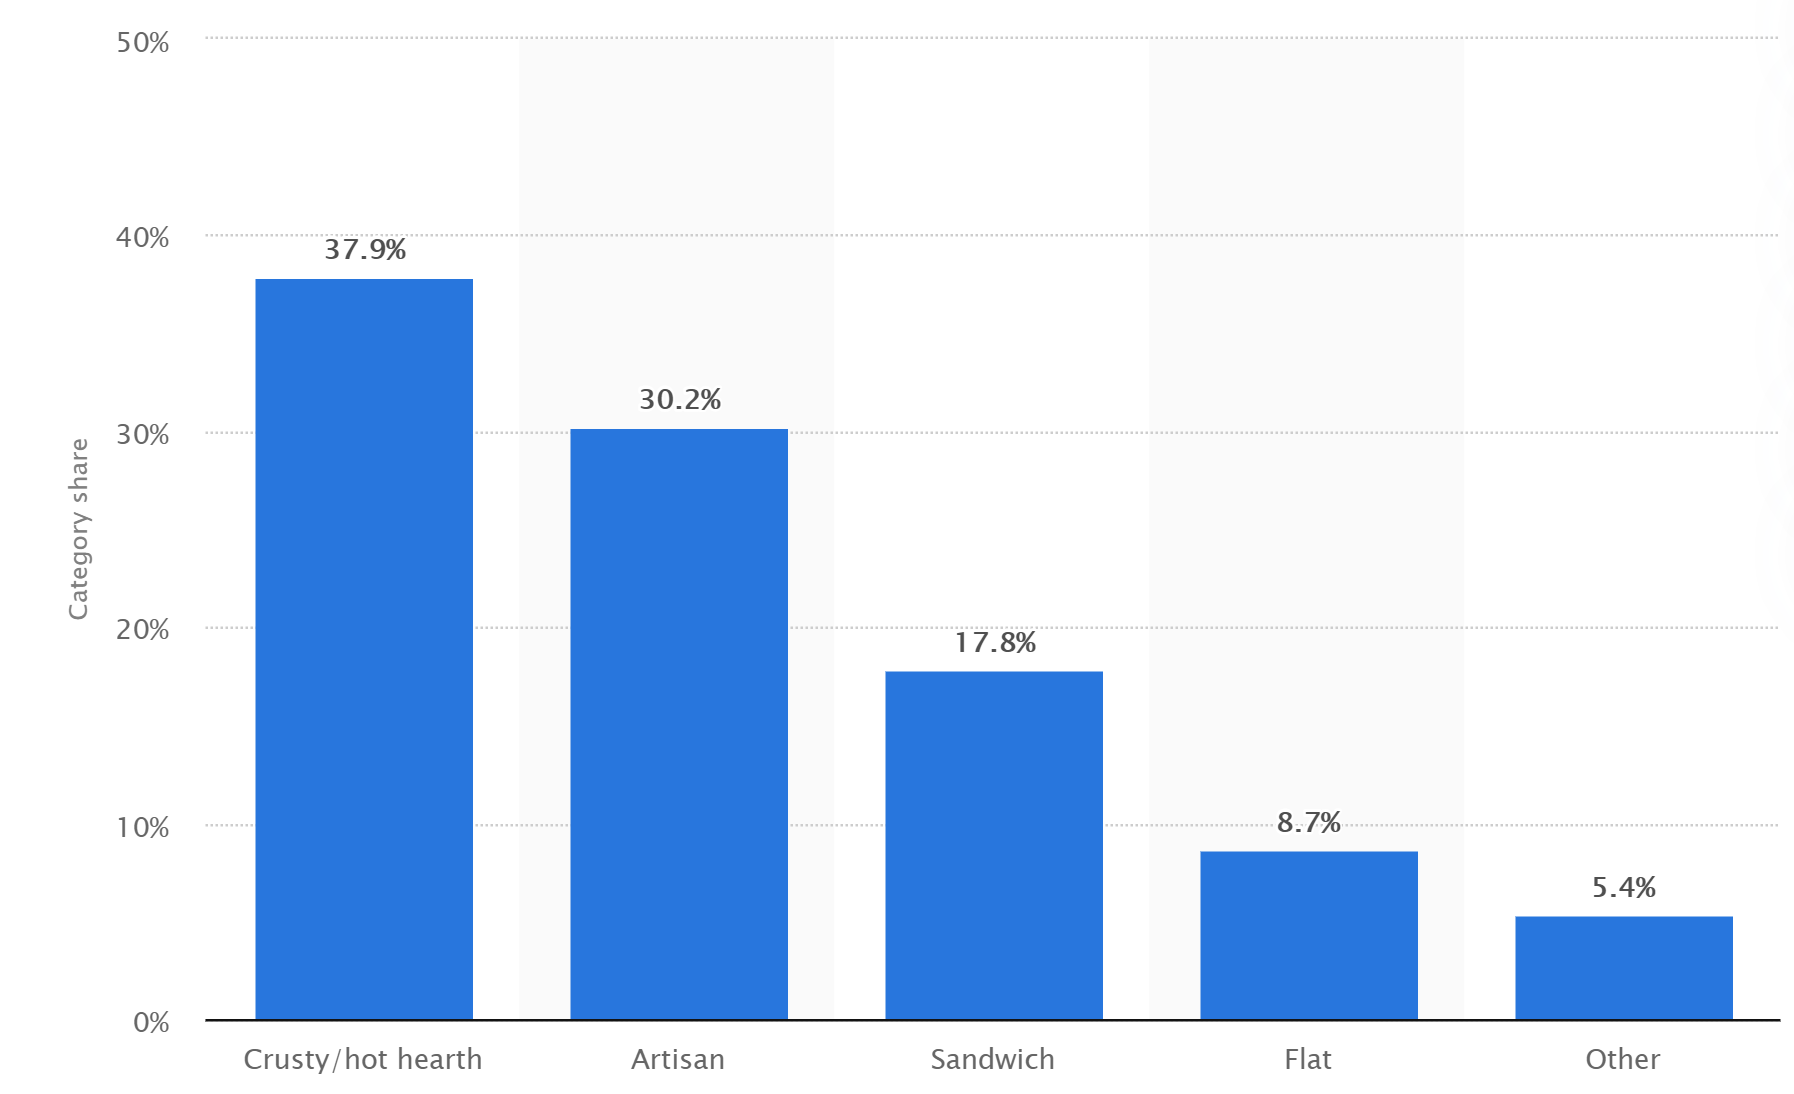 50%
40%
30%
20%
10%
0%
Category share
37.9%
30.2%
17.8%
8.7%
5.4%
Crusty/hot hearth
Artisan
Sandwich
Flat
Other